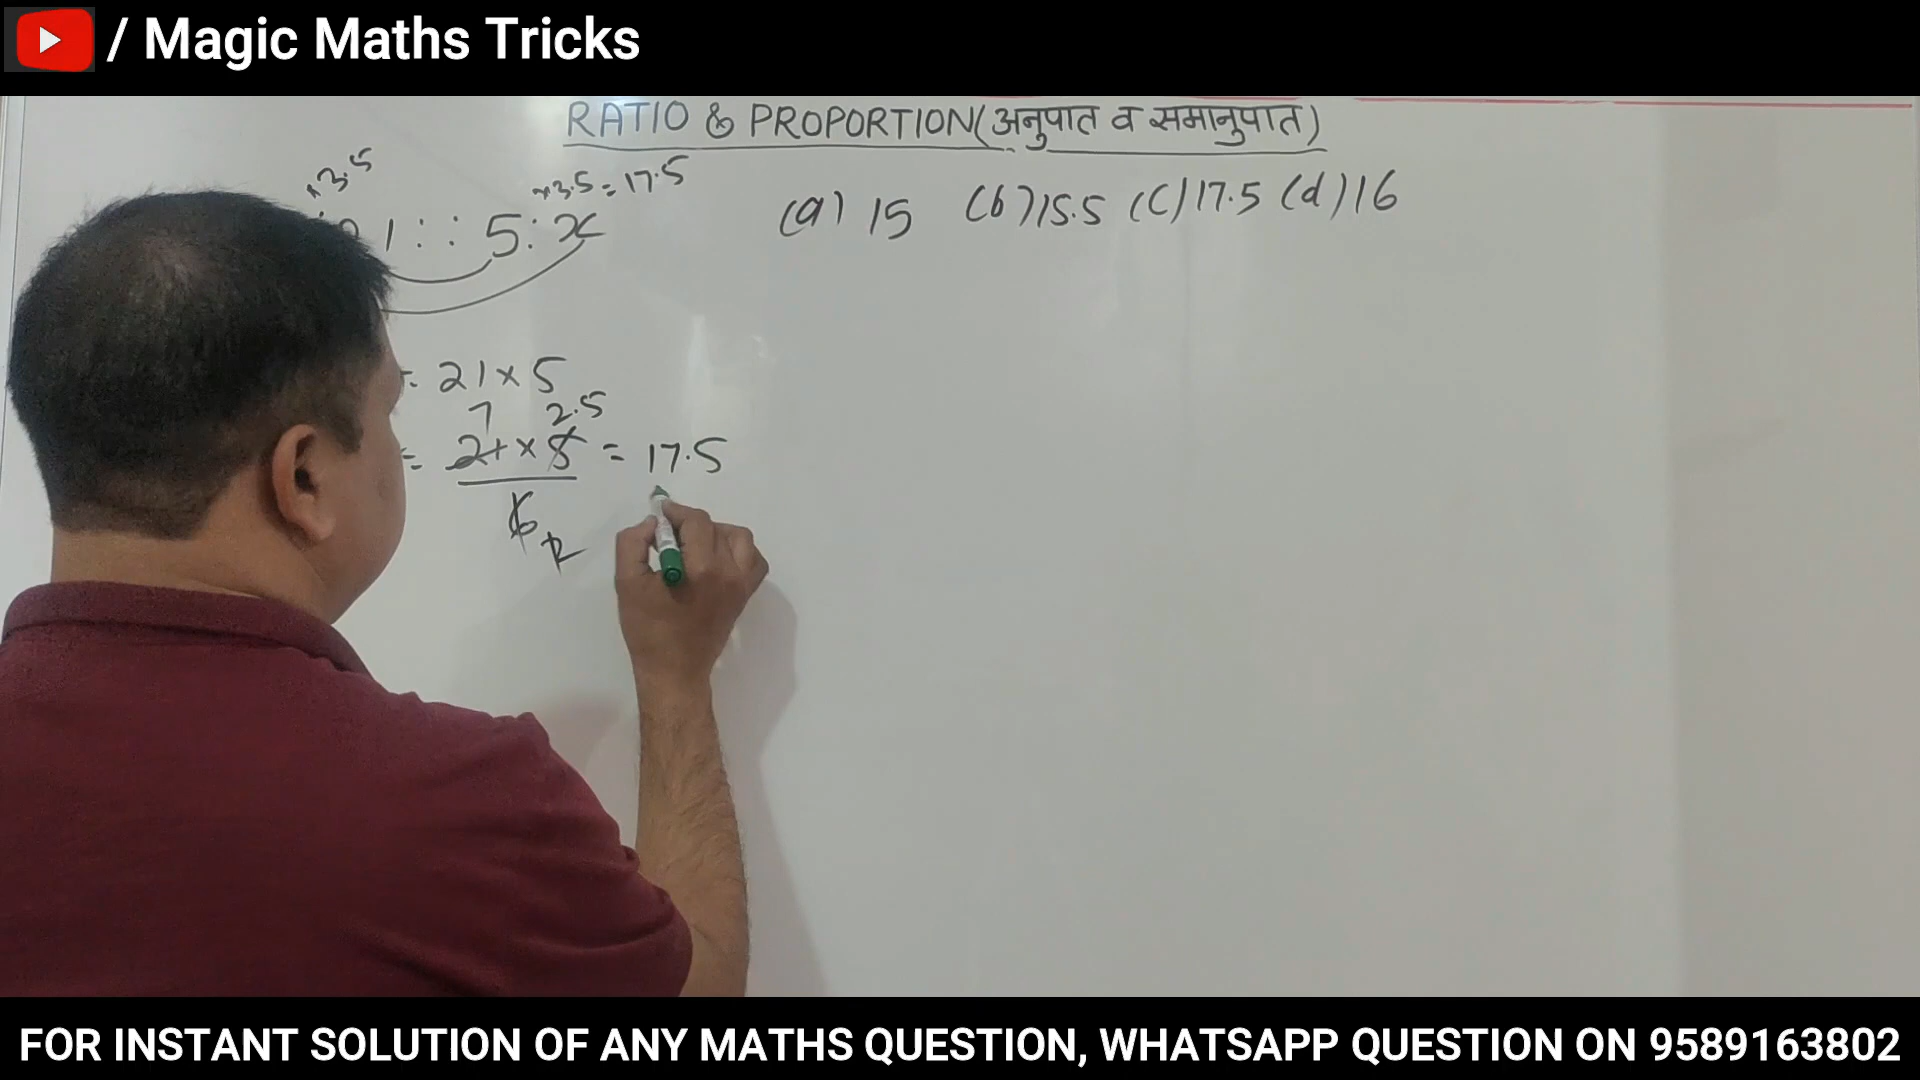 / Magic Maths Tricks
RATIO & PROPORTION(अनुपात व समानुपात)
×3.5 ×3.5=17.5
21::5:x (a) 15 (b)15.5 (c)17.5 (d)16
= 21×5
7 2.5
= 21×5 = 17.5
6
2
FOR INSTANT SOLUTION OF ANY MATHS QUESTION, WHATSAPP QUESTION ON 9589163802